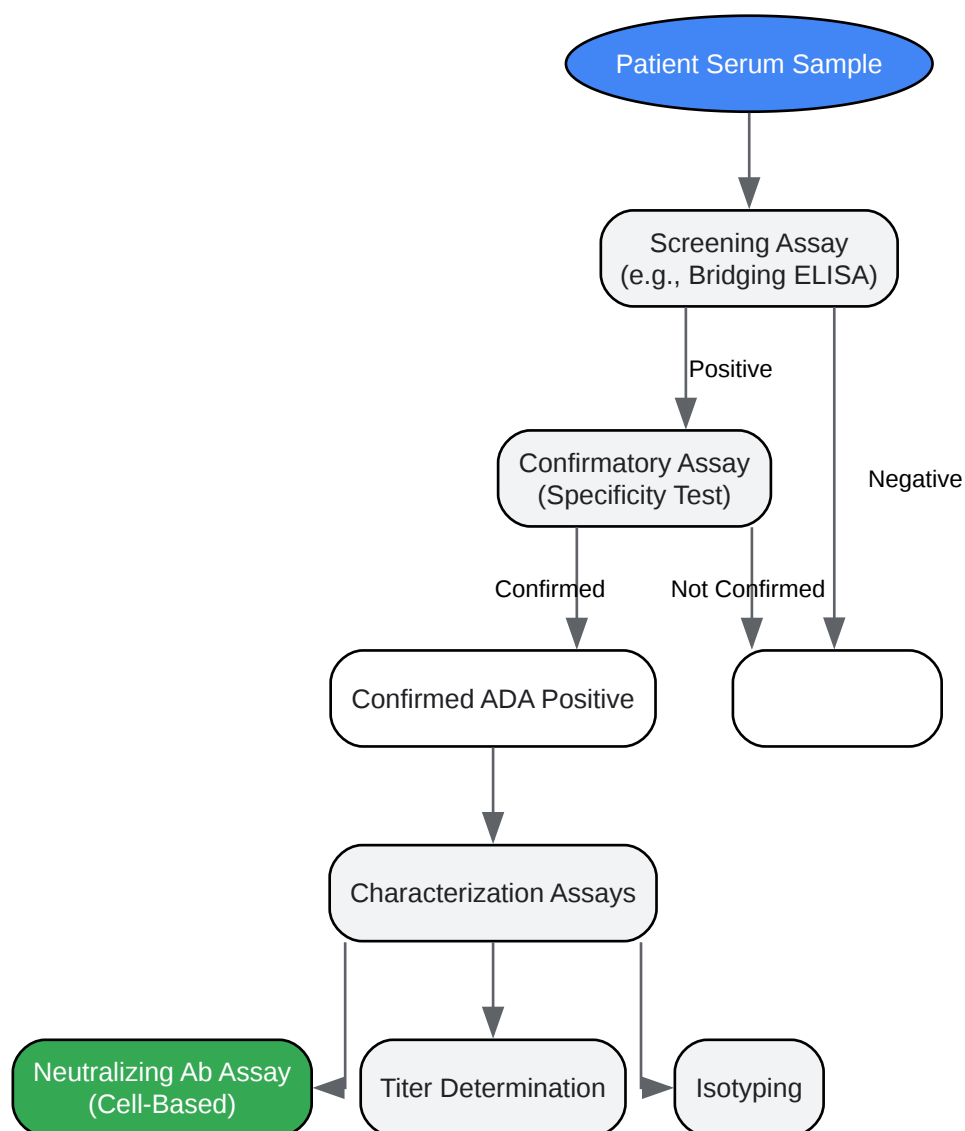 Patient Serum Sample
Screening Assay
(e.g., Bridging ELISA)
Positive
Confirmatory Assay
(Specificity Test)
Negative
Confirmed
Not Confirmed
Confirmed ADA Positive
Characterization Assays
Neutralizing Ab Assay
(Cell-Based)
Titer Determination
Isotyping